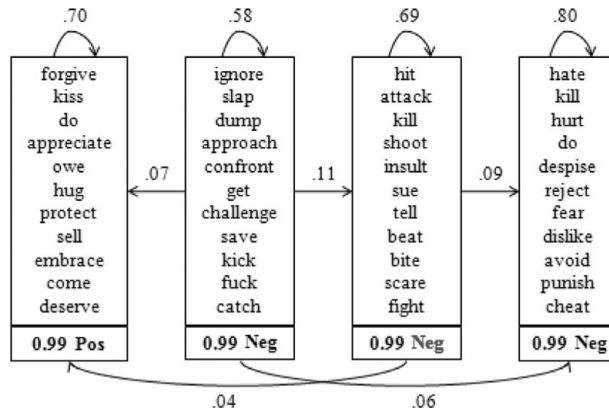 .70
.58
.69
.80
forgive
kiss
do
appreciate
owe
hug
protect
sell
embrace
come
deserve
0.99 Pos
.07
ignore
slap
dump
approach
confront
get
challenge
save
kick
fuck
catch
0.99 Neg
.11
hit
attack
kill
shoot
insult
sue
tell
beat
bite
scare
fight
0.99 Neg
.09
hate
kill
hurt
do
despise
reject
fear
dislike
avoid
punish
cheat
0.99 Neg
.04
.06